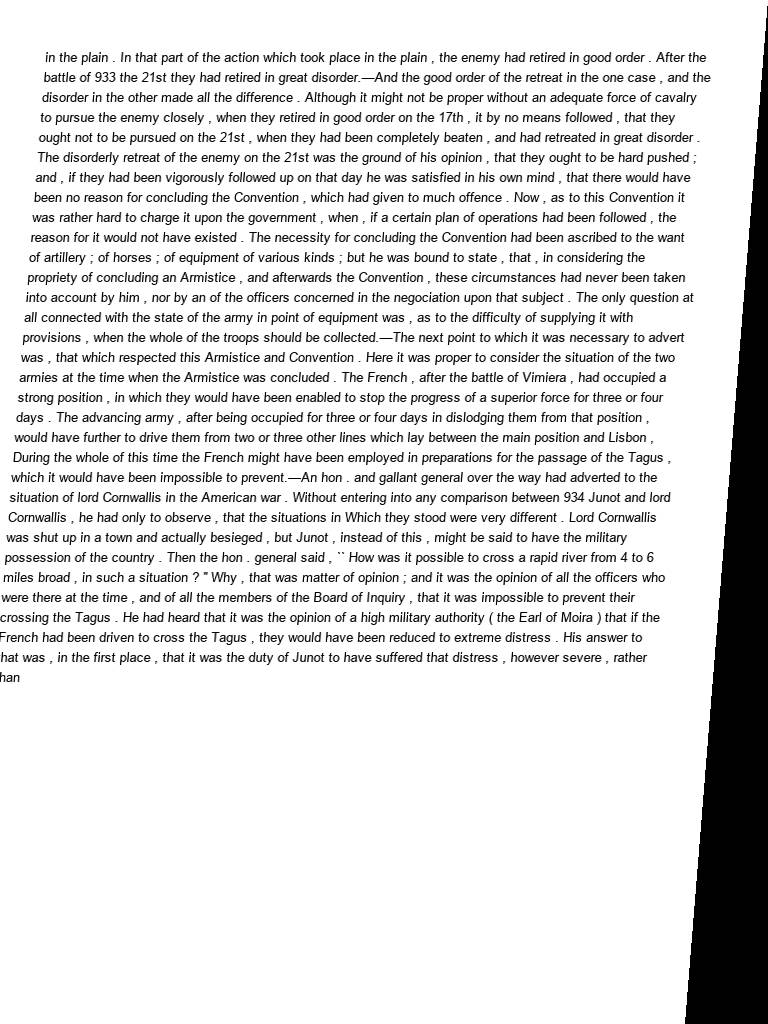 in the plain . In that part of the action which took place in the plain , the enemy had retired in good order . After the
battle of 933 the 21st they had retired in great disorder.—And the good order of the retreat in the one case , and the
disorder in the other made all the difference . Although it might not be proper without an adequate force of cavalry
to pursue the enemy closely , when they retired in good order on the 17th , it by no means followed , that they
ought not to be pursued on the 21st , when they had been completely beaten , and had retreated in great disorder .
The disorderly retreat of the enemy on the 21st was the ground of his opinion , that they ought to be hard pushed ;
and , if they had been vigorously followed up on that day he was satisfied in his own mind , that there would have
been no reason for concluding the Convention , which had given to much offence . Now , as to this Convention it
was rather hard to charge it upon the government , when , if a certain plan of operations had been followed , the
reason for it would not have existed . The necessity for concluding the Convention had been ascribed to the want
of artillery ; of horses ; of equipment of various kinds ; but he was bound to state , that , in considering the
propriety of concluding an Armistice , and afterwards the Convention , these circumstances had never been taken
into account by him , nor by an of the officers concerned in the negociation upon that subject . The only question at
all connected with the state of the army in point of equipment was , as to the difficulty of supplying it with
provisions , when the whole of the troops should be collected.—The next point to which it was necessary to advert
was , that which respected this Armistice and Convention . Here it was proper to consider the situation of the two
armies at the time when the Armistice was concluded . The French , after the battle of Vimiera , had occupied a
strong position , in which they would have been enabled to stop the progress of a superior force for three or four
days . The advancing army , after being occupied for three or four days in dislodging them from that position ,
would have further to drive them from two or three other lines which lay between the main position and Lisbon ,
During the whole of this time the French might have been employed in preparations for the passage of the Tagus ,
which it would have been impossible to prevent.—An hon . and gallant general over the way had adverted to the
situation of lord Cornwallis in the American war . Without entering into any comparison between 934 Junot and lord
Cornwallis , he had only to observe , that the situations in Which they stood were very different . Lord Cornwallis
was shut up in a town and actually besieged , but Junot , instead of this , might be said to have the military
possession of the country . Then the hon . general said , `` How was it possible to cross a rapid river from 4 to 6
miles broad , in such a situation ? " Why , that was matter of opinion ; and it was the opinion of all the officers who
were there at the time , and of all the members of the Board of Inquiry , that it was impossible to prevent their
crossing the Tagus . He had heard that it was the opinion of a high military authority ( the Earl of Moira ) that if the
French had been driven to cross the Tagus , they would have been reduced to extreme distress . His answer to
hat was , in the first place , that it was the duty of Junot to have suffered that distress , however severe , rather
han